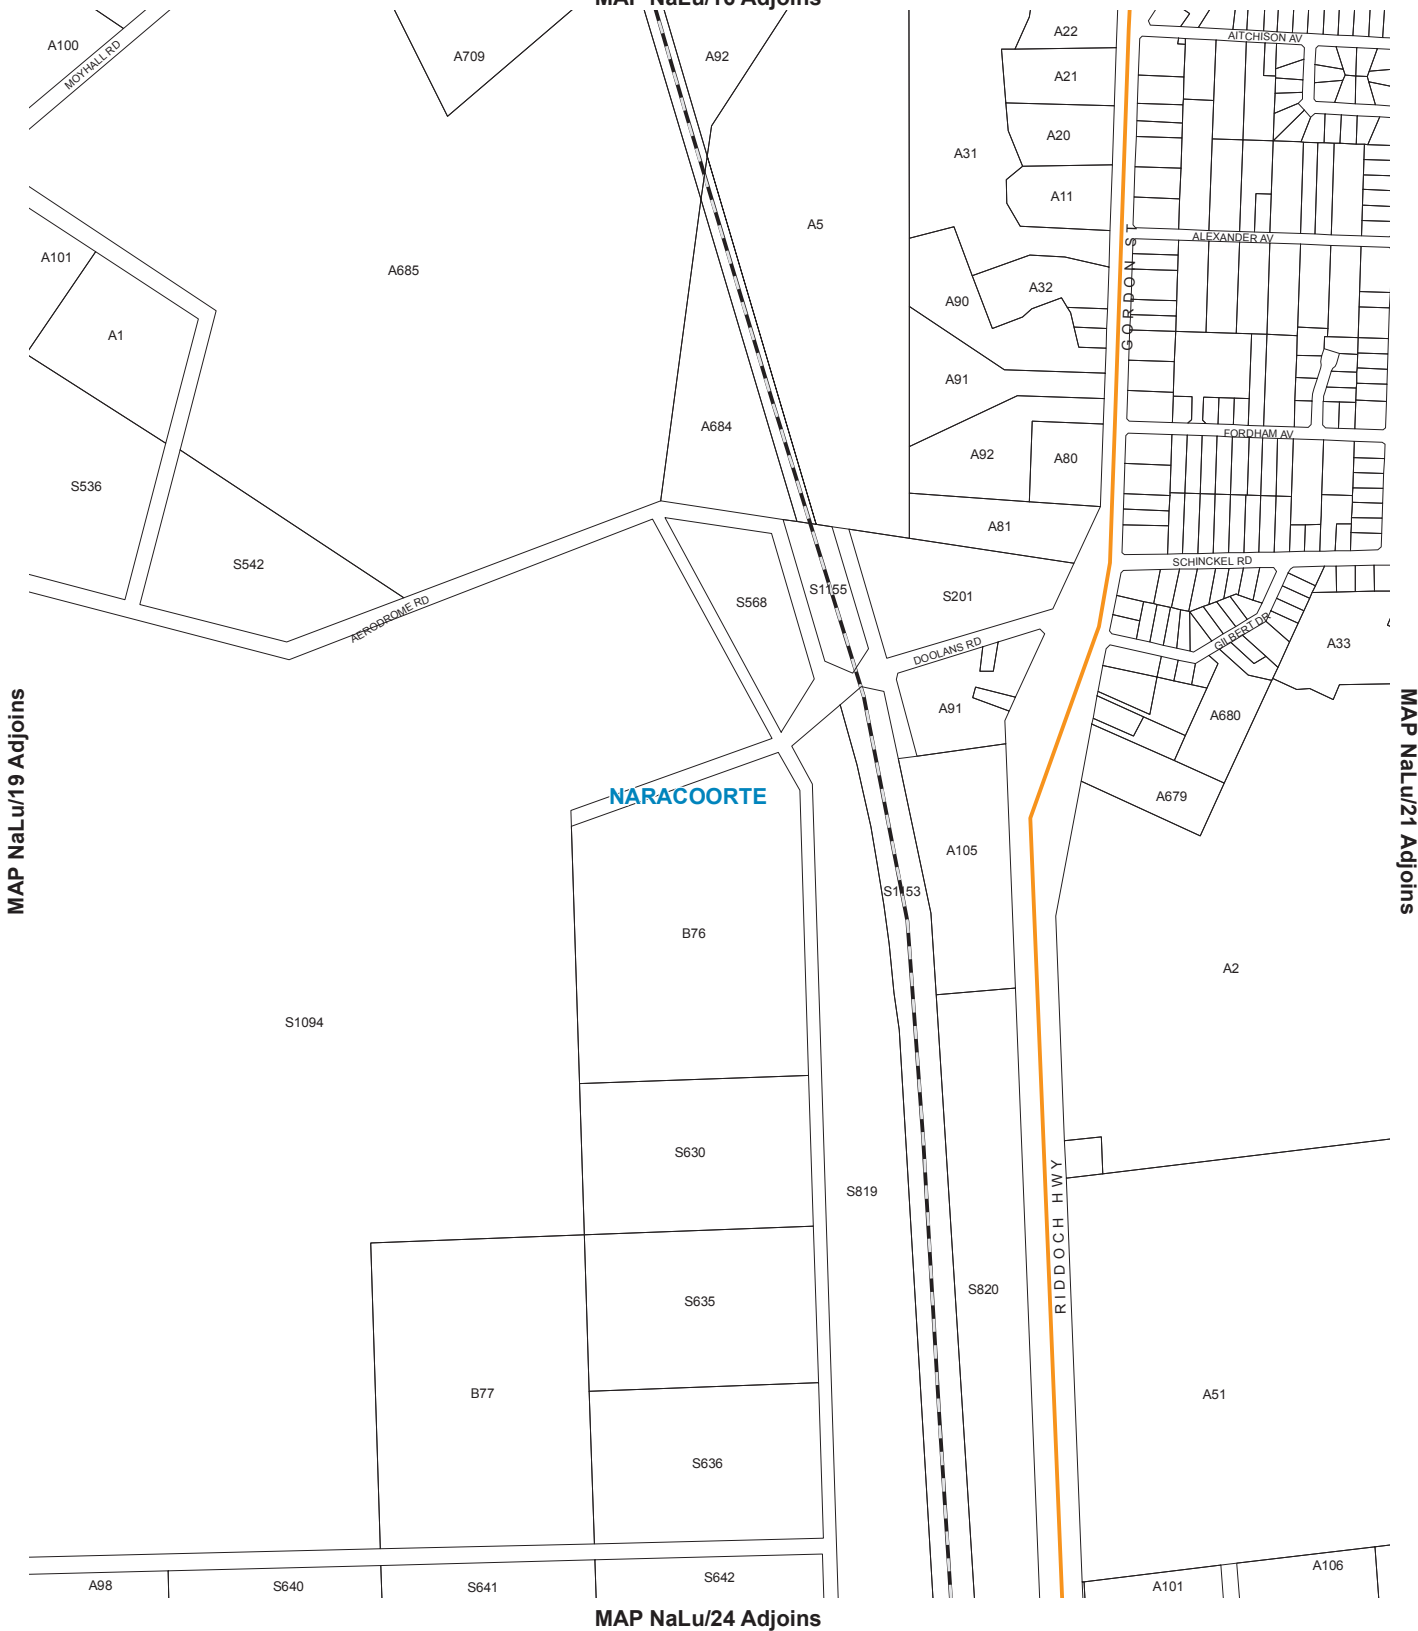 MAP NaLu/16 Adjoins
A100
MOYHALL RD
A709
A92
A22
AITCHISON AV
A21
A20
A31
A11
A5
ALEXANDER AV
GORDON ST
A101
A685
A32
A90
A1
A91
A684
FORDHAM AV
A92
A80
S536
A81
S542
SCHINCKEL RD
S1155
S568
S201
AERODROME RD
GILBERT DR
DOOLANS RD
A33
A91
A680
MAP NaLu/19 Adjoins
MAP NaLu/21 Adjoins
NARACOORTE
A679
A105
S1153
B76
A2
S1094
S630
S819
RIDDOCH HWY
S820
S635
B77
A51
S636
A98
S640
S641
S642
A101
A106
MAP NaLu/24 Adjoins